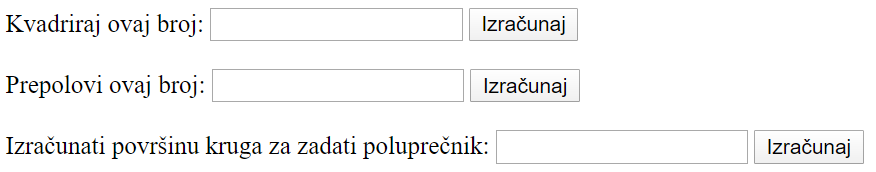 Kvadriraj ovaj broj: Izračunaj
Prepolovi ovaj broj: Izračunaj
Izračunati površinu kruga za zadati poluprečnik: Izračunaj